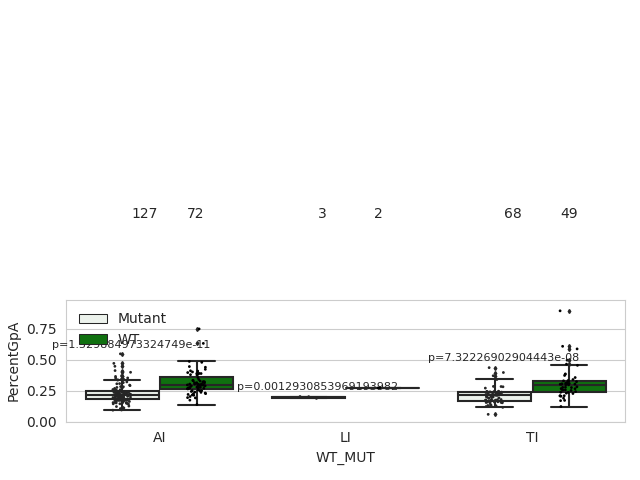 127 72 3 2 68 49
Mutant
WT
p=7.32226902904443e-08
p=0.0012930853969193982
PercentGpA
0.75
0.50
0.25
0.00
AI LI TI
WT_MUT